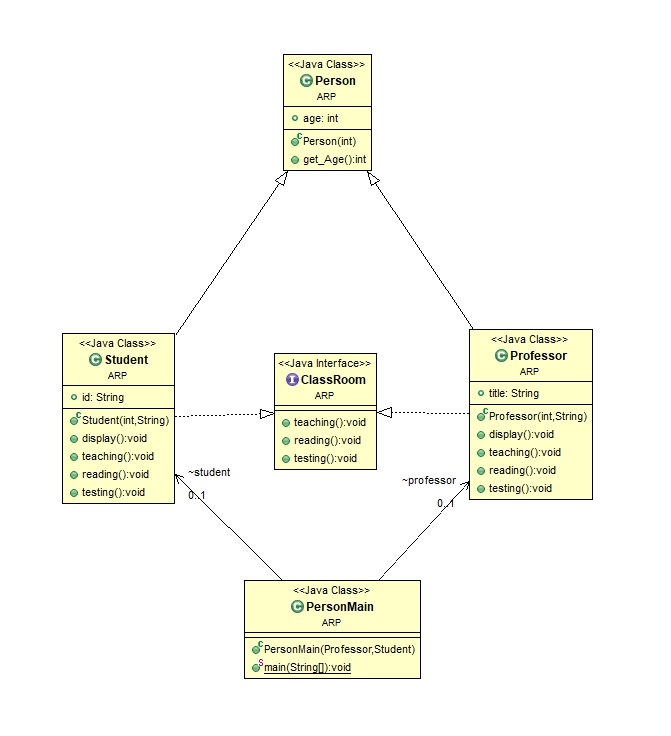 <<Java Class>>
Person
ARP
age: int
Person(int)
get_Age():int
<<Java Class>>
Student
ARP
id: String
Student(int,String)
display():void
teaching():void
reading():void
testing():void
<<Java Interface>>
ClassRoom
ARP
teaching():void
reading():void
testing():void
<<Java Class>>
Professor
ARP
title: String
Professor(int,String)
display():void
teaching():void
reading():void
testing():void
~student
0..1
~professor
0..1
<<Java Class>>
PersonMain
ARP
PersonMain(Professor,Student)
main(String[]):void